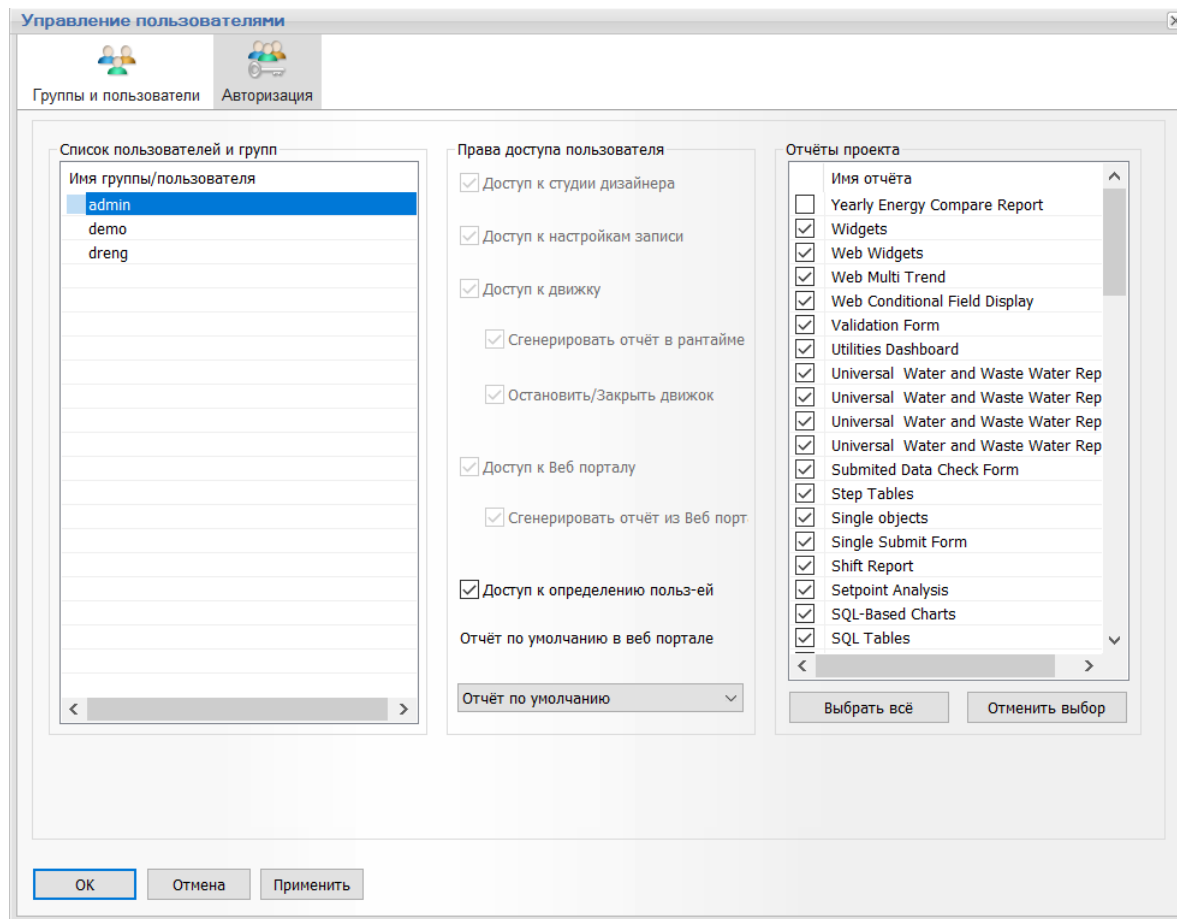 Управление пользователями
Группы и пользователи
Авторизация
Список пользователей и групп
Имя группы/пользователя
admin
demo
dreng
Права доступа пользователя
Доступ к студии дизайнера
Доступ к настройкам записи
Доступ к движку
Сгенерировать отчёт в рантайме
Остановить/Закрыть движок
Доступ к Веб порталу
Сгенерировать отчёт из Веб порт
Доступ к определению польз-ей
Отчёт по умолчанию в веб портале
Отчёт по умолчанию
Отчёты проекта
Имя отчёта
Yearly Energy Compare Report
Widgets
Web Widgets
Web Multi Trend
Web Conditional Field Display
Validation Form
Utilities Dashboard
Universal  Water and Waste Water Rep
Universal  Water and Waste Water Rep
Universal  Water and Waste Water Rep
Universal  Water and Waste Water Rep
Submited Data Check Form
Step Tables
Single objects
Single Submit Form
Shift Report
Setpoint Analysis
SQL-Based Charts
SQL Tables
Выбрать всё
Отменить выбор
OK
Отмена
Применить